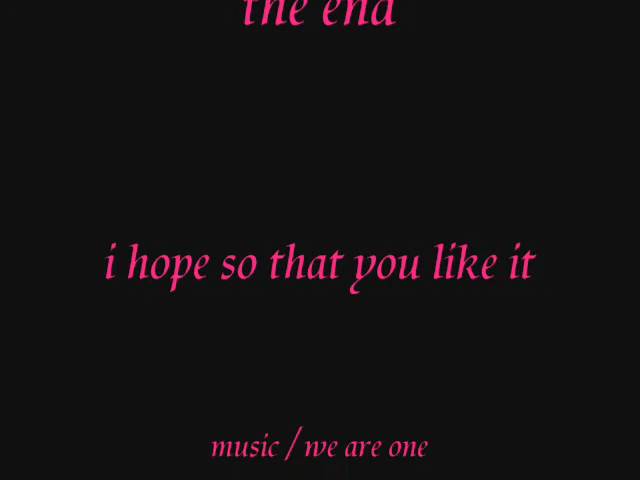 the end
i hope so that you like it
music / we are one